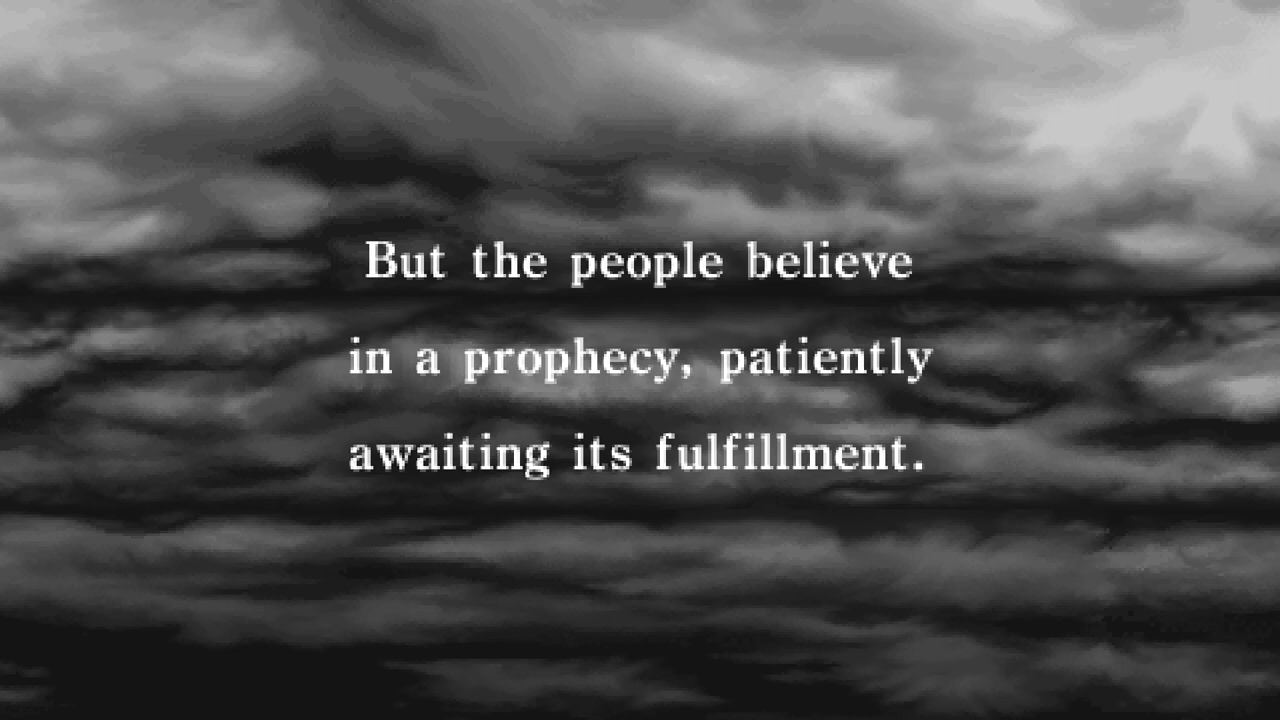 But the people believe
in a prophecy, patiently
awaiting its fulfillment.